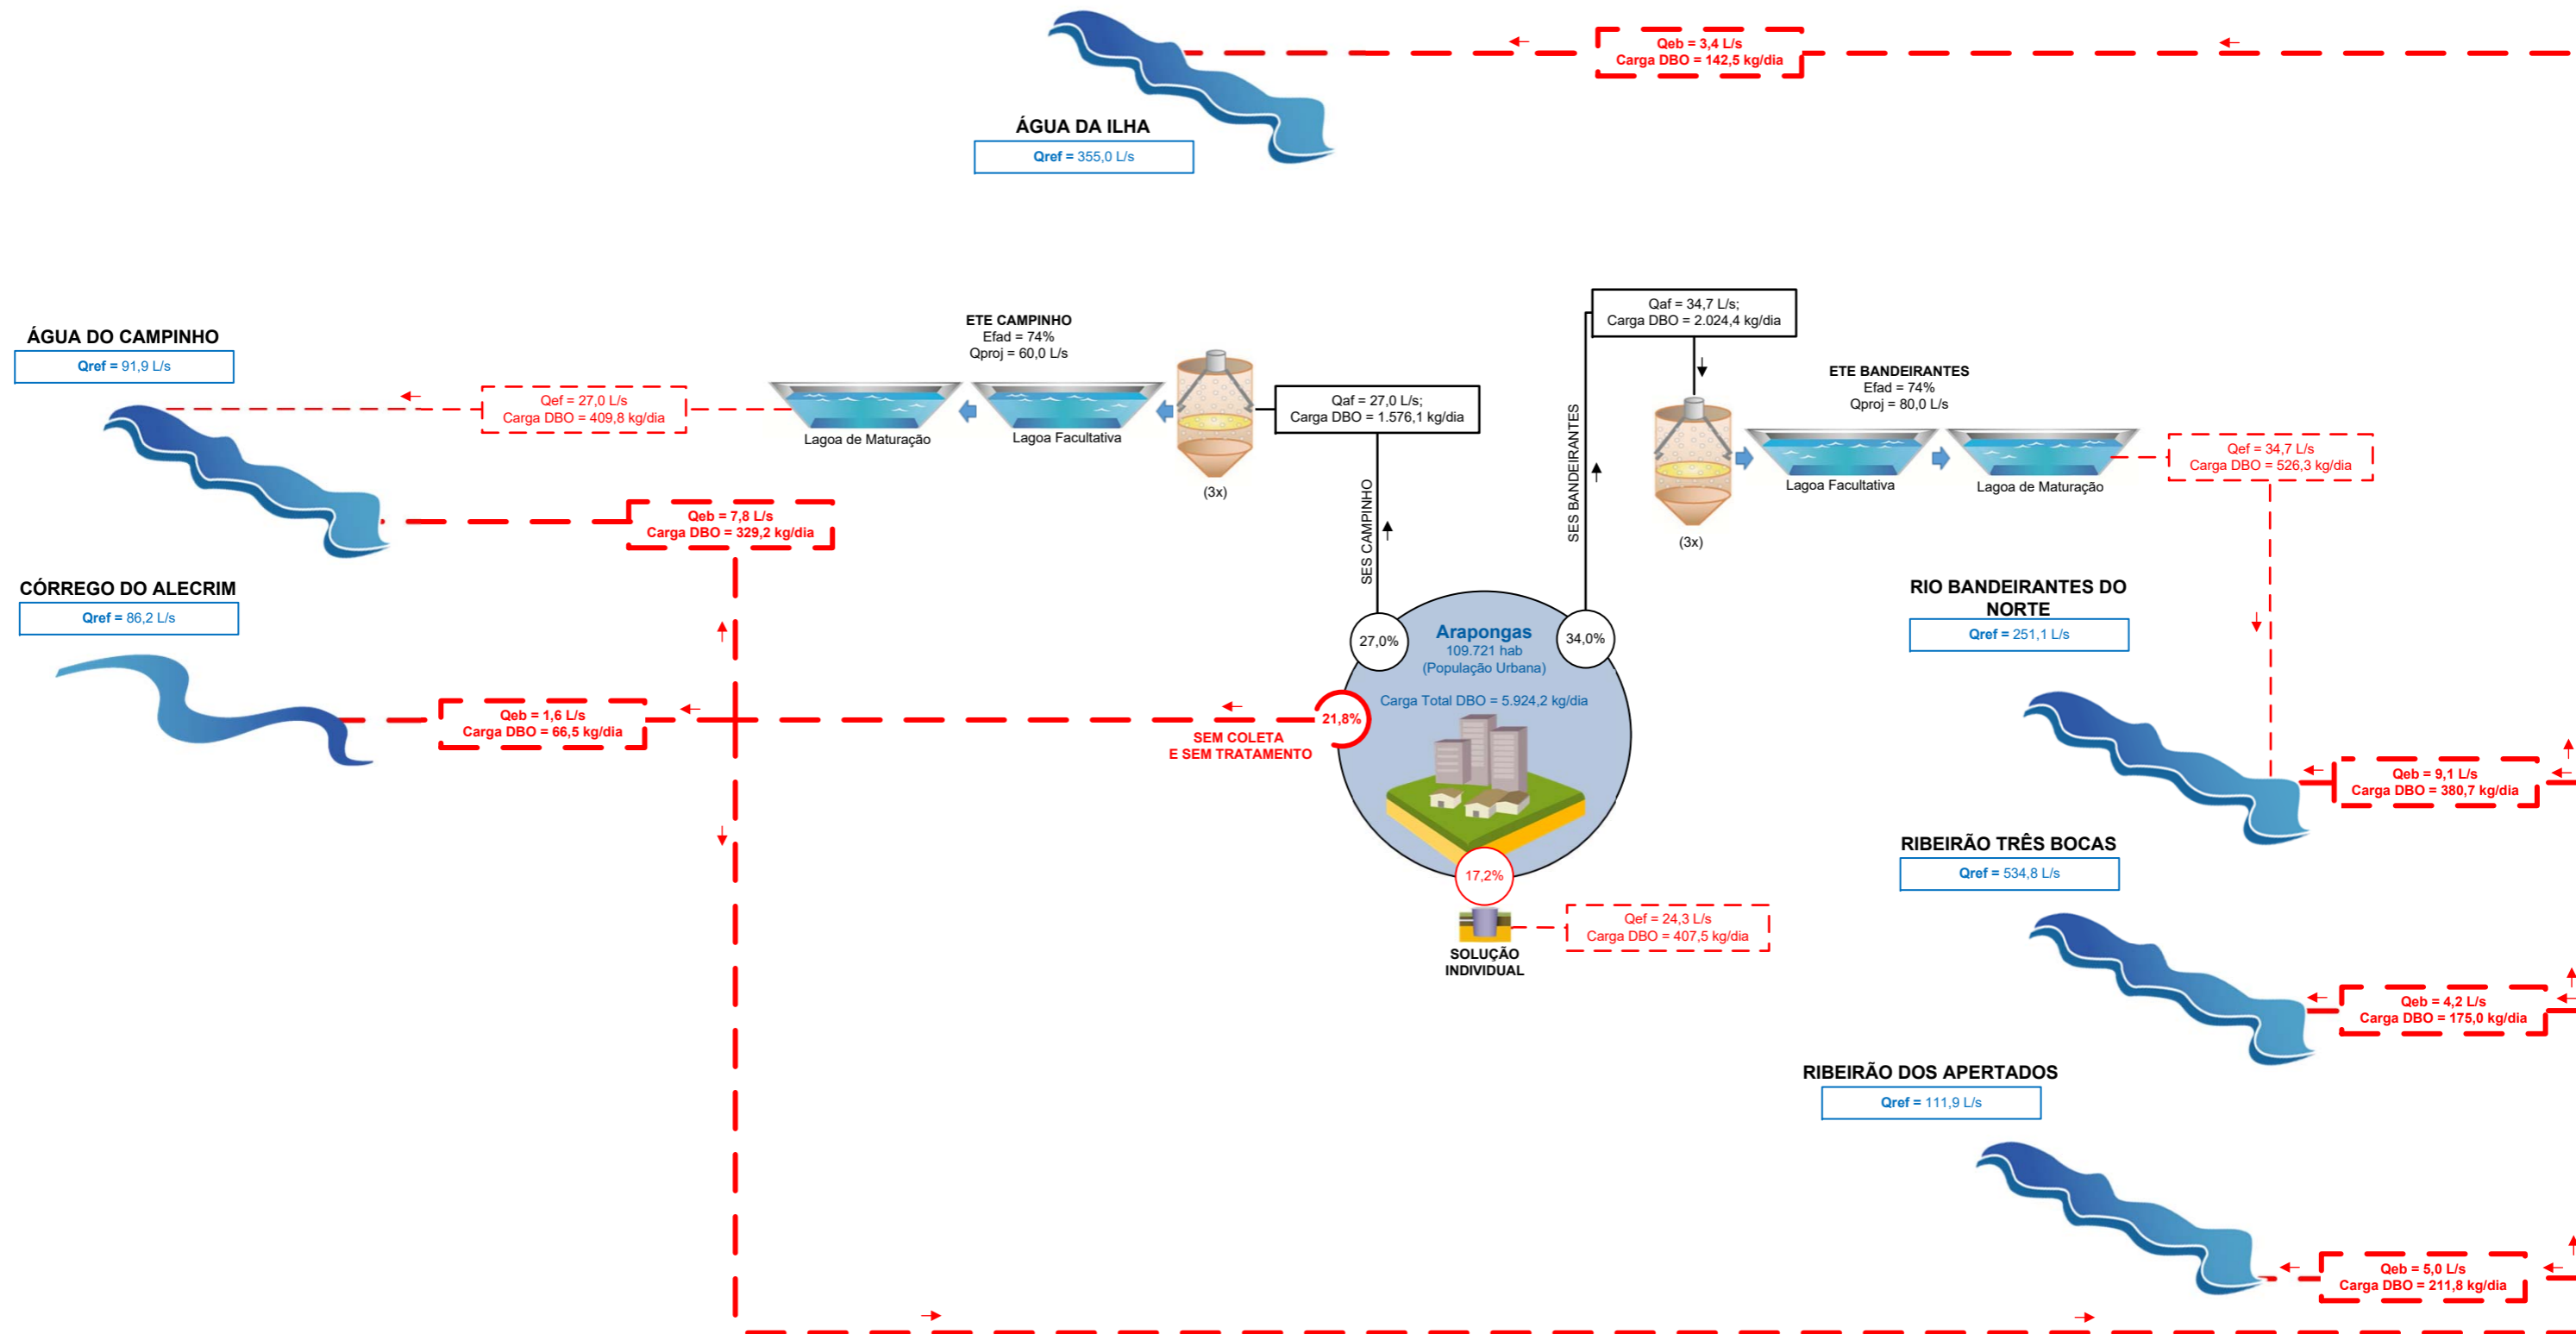 Qeb = 3,4 L/s
Carga DBO = 142,5 kg/dia
ÁGUA DA ILHA
Qref = 355,0 L/s
ÁGUA DO CAMPINHO
Qref = 91,9 L/s
Qef = 27,0 L/s
Carga DBO = 409,8 kg/dia
ETE CAMPINHO
Efad = 74%
Qproj = 60,0 L/s
Lagoa de Maturação
Lagoa Facultativa
(3x)
Qaf = 27,0 L/s;
Carga DBO = 1.576,1 kg/dia
SES CAMPINHO
Qaf = 34,7 L/s;
Carga DBO = 2.024,4 kg/dia
SES BANDEIRANTES
(3x)
ETE BANDEIRANTES
Efad = 74%
Qproj = 80,0 L/s
Lagoa Facultativa
Lagoa de Maturação
Qef = 34,7 L/s
Carga DBO = 526,3 kg/dia
Qeb = 7,8 L/s
Carga DBO = 329,2 kg/dia
CÓRREGO DO ALECRIM
Qref = 86,2 L/s
Qeb = 1,6 L/s
Carga DBO = 66,5 kg/dia
SEM COLETA
E SEM TRATAMENTO
21,8%
27,0%
34,0%
Arapongas
109.721 hab
(População Urbana)
Carga Total DBO = 5.924,2 kg/dia
17,2%
SOLUÇÃO
INDIVIDUAL
Qef = 24,3 L/s
Carga DBO = 407,5 kg/dia
RIO BANDEIRANTES DO
NORTE
Qref = 251,1 L/s
Qeb = 9,1 L/s
Carga DBO = 380,7 kg/dia
RIBEIRÃO TRÊS BOCAS
Qref = 534,8 L/s
Qeb = 4,2 L/s
Carga DBO = 175,0 kg/dia
RIBEIRÃO DOS APERTADOS
Qref = 111,9 L/s
Qeb = 5,0 L/s
Carga DBO = 211,8 kg/dia